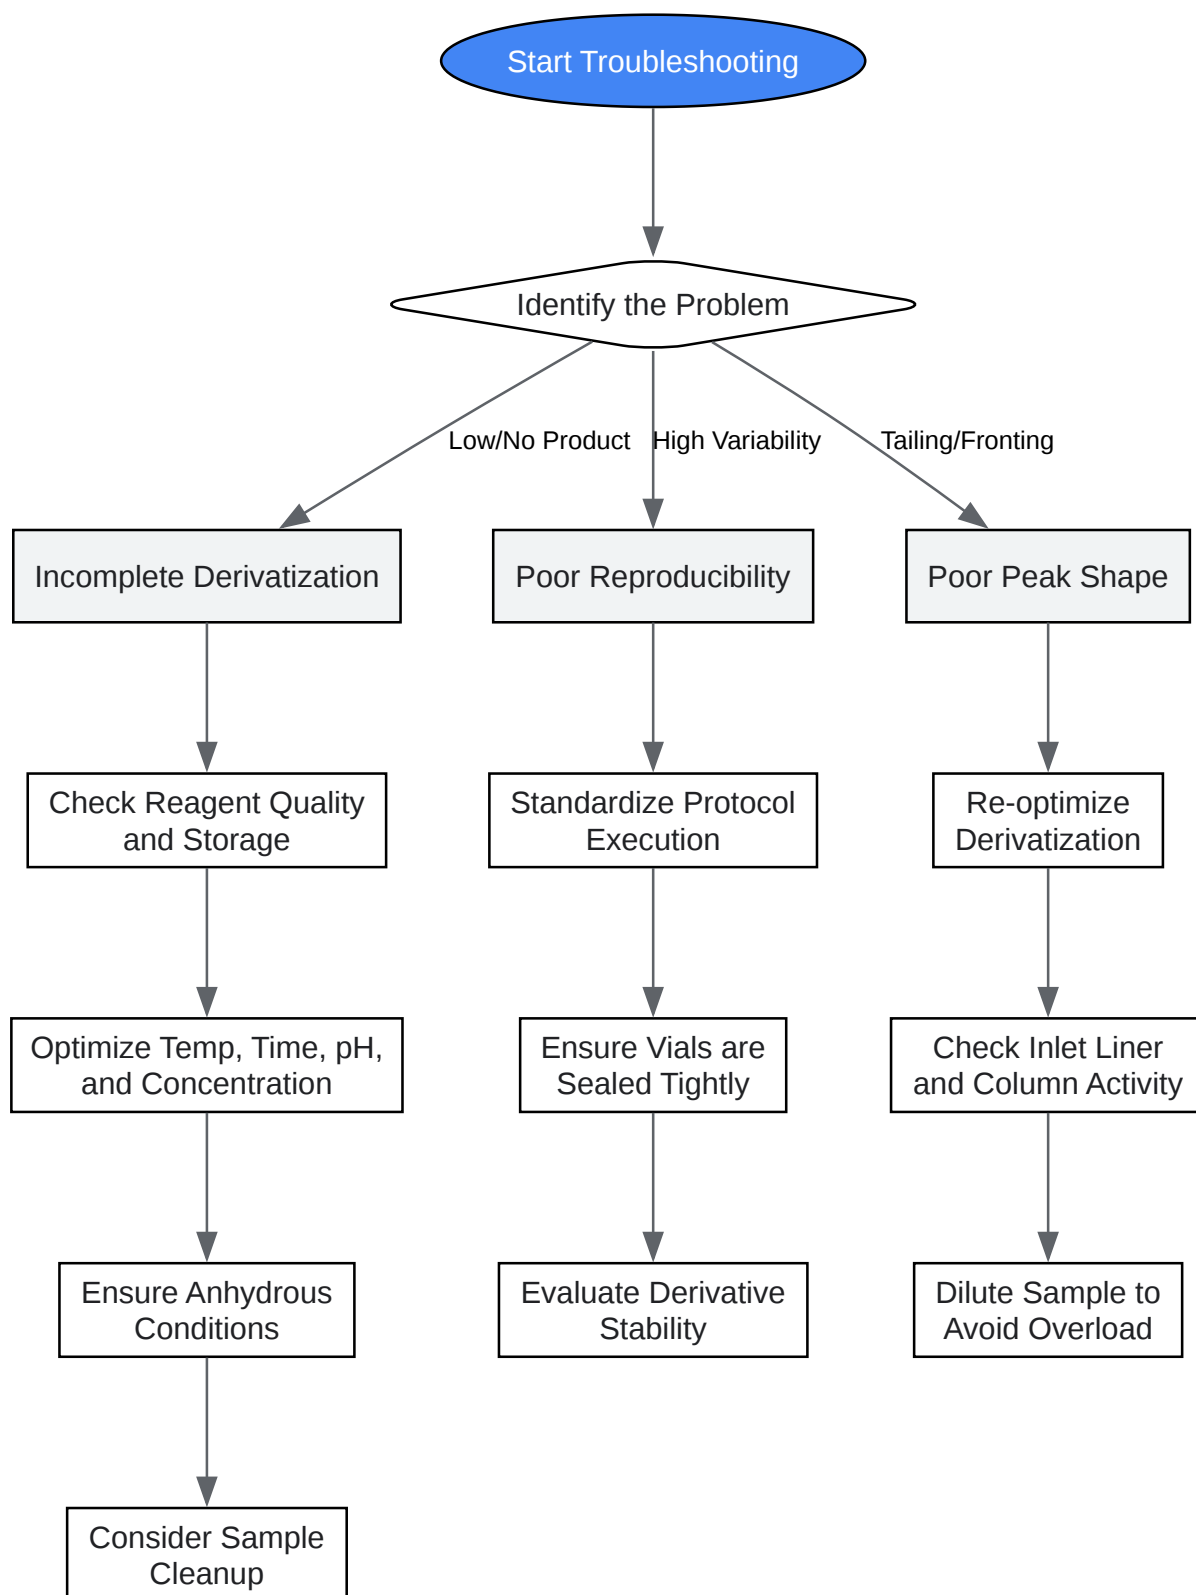 Start Troubleshooting
Identify the Problem
Low/No Product
High Variability
Tailing/Fronting
Incomplete Derivatization
Poor Reproducibility
Poor Peak Shape
Check Reagent Quality
and Storage
Standardize Protocol
Execution
Re-optimize
Derivatization
Optimize Temp, Time, pH,
and Concentration
Ensure Vials are
Sealed Tightly
Check Inlet Liner
and Column Activity
Ensure Anhydrous
Conditions
Evaluate Derivative
Stability
Dilute Sample to
Avoid Overload
Consider Sample
Cleanup